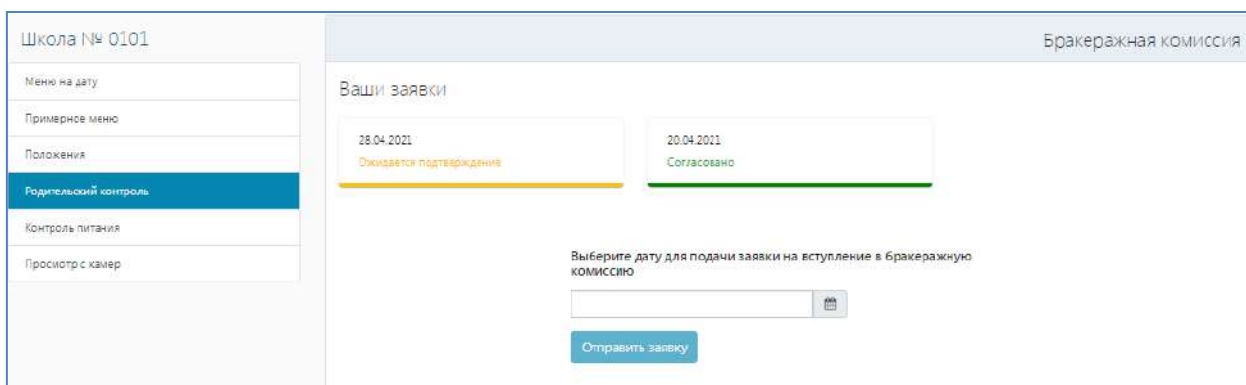 Школа № 0101
Бракеражная комиссия
Меню на дату
Примерное меню
Положения
Родительский контроль
Контроль питания
Просмотр с камер
Ваши заявки
28.04.2021
Ожидается подтверждение
20.04.2021
Согласовано
Выберите дату для подачи заявки на вступление в бракеражную
комиссию
Отправить заявку